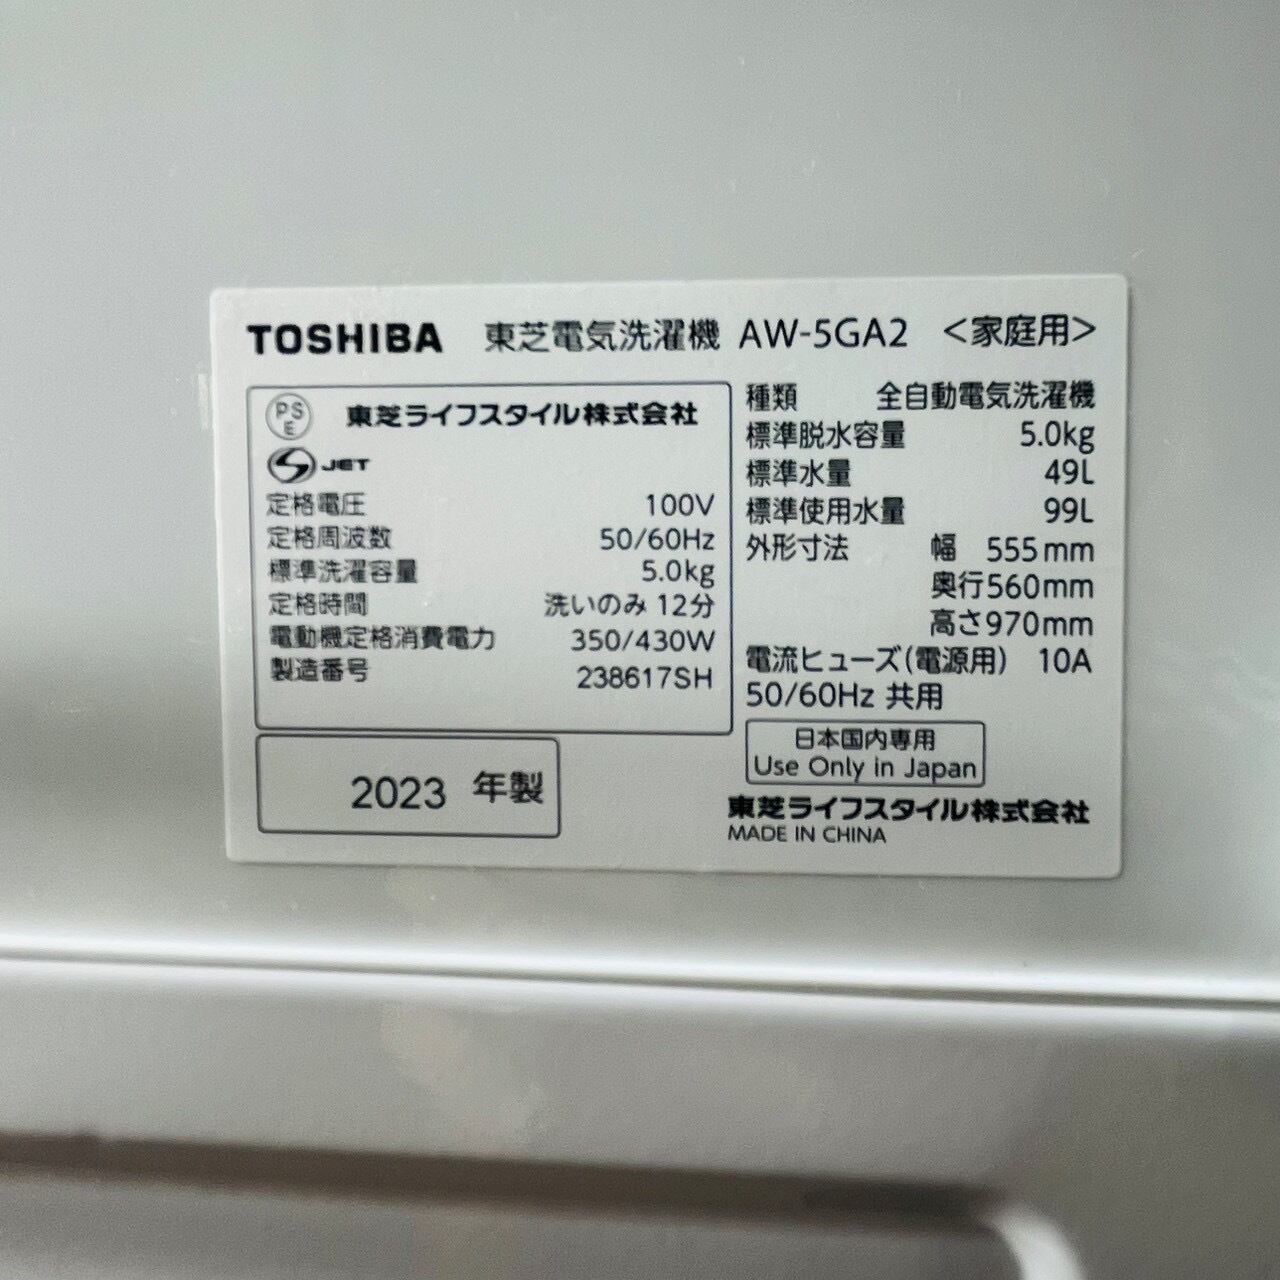 TOSHIBA 東芝電気洗濯機 AW-5GA2 <家庭用>
PS
E
東芝ライフスタイル株式会社
JET
定格電圧 100V
定格周波数 50/60Hz
標準洗濯容量 5.0kg
定格時間 洗いのみ 12分
電動機定格消費電力 350/430W
製造番号 238617SH
2023 年製
種類 全自動電気洗濯機
標準脱水容量 5.0kg
標準水量 49L
標準使用水量 99L
外形寸法 幅 555mm
奥行560mm
高さ970mm
電流ヒューズ(電源用) 10A
50/60Hz 共用
日本国内専用
Use Only in Japan
東芝ライフスタイル株式会社
MADE IN CHINA